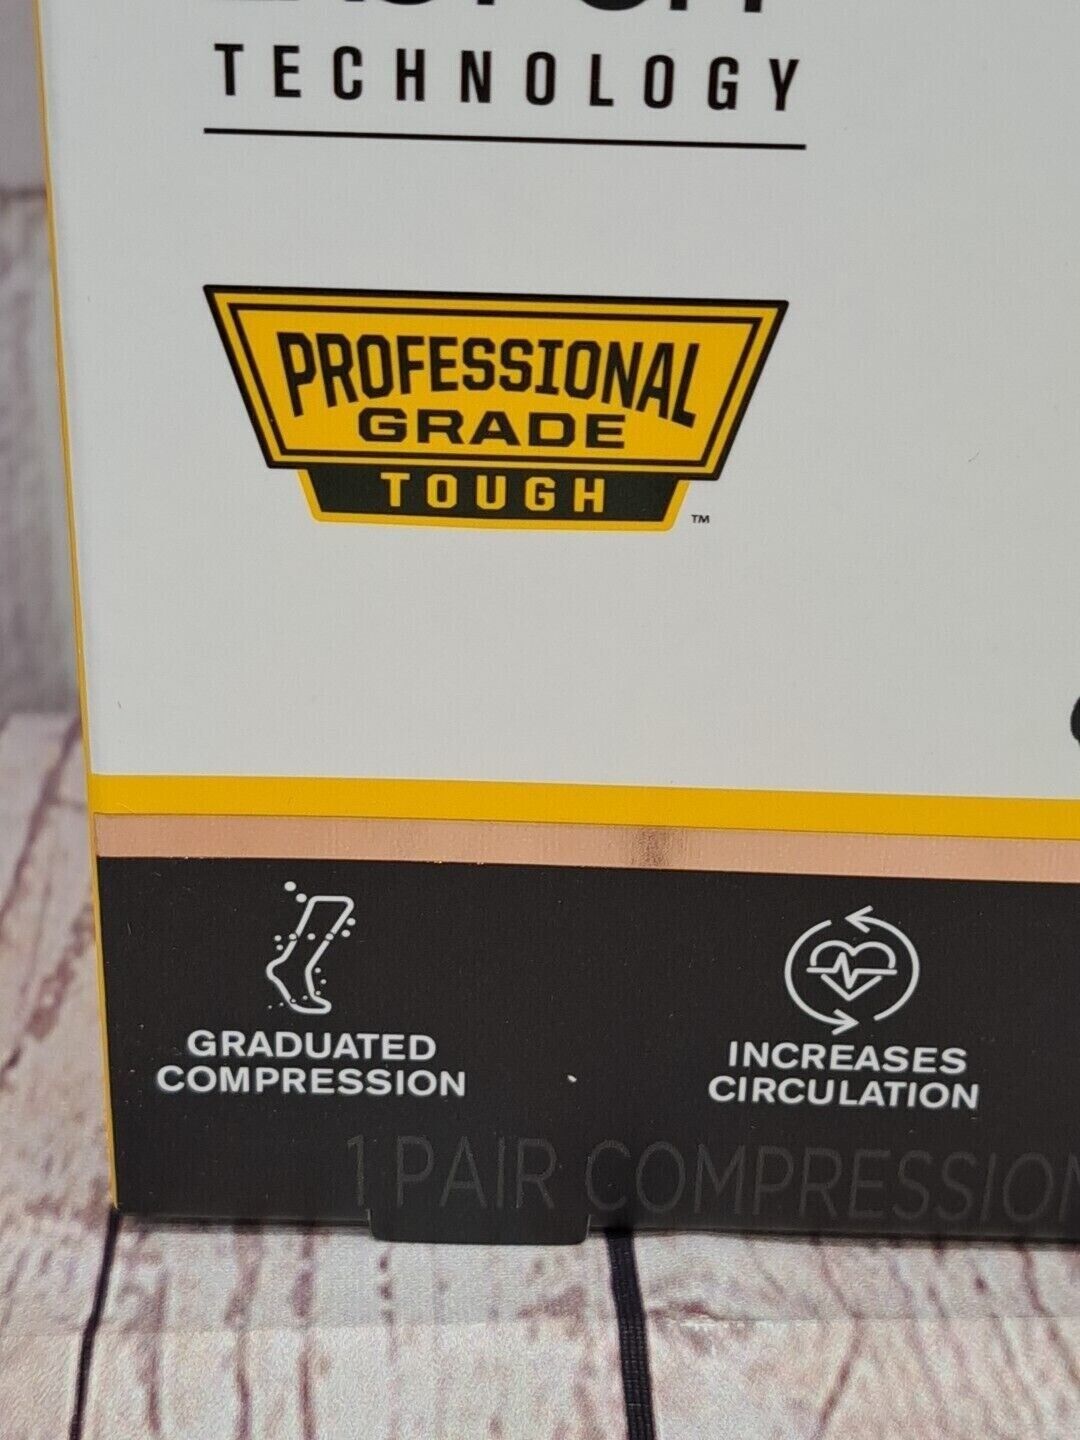 TECHNOLOGY
PROFESSIONAL
GRADE
TOUGH
™
GRADUATED
COMPRESSION
INCREASES
CIRCULATION
1 PAIR COMPRESSION